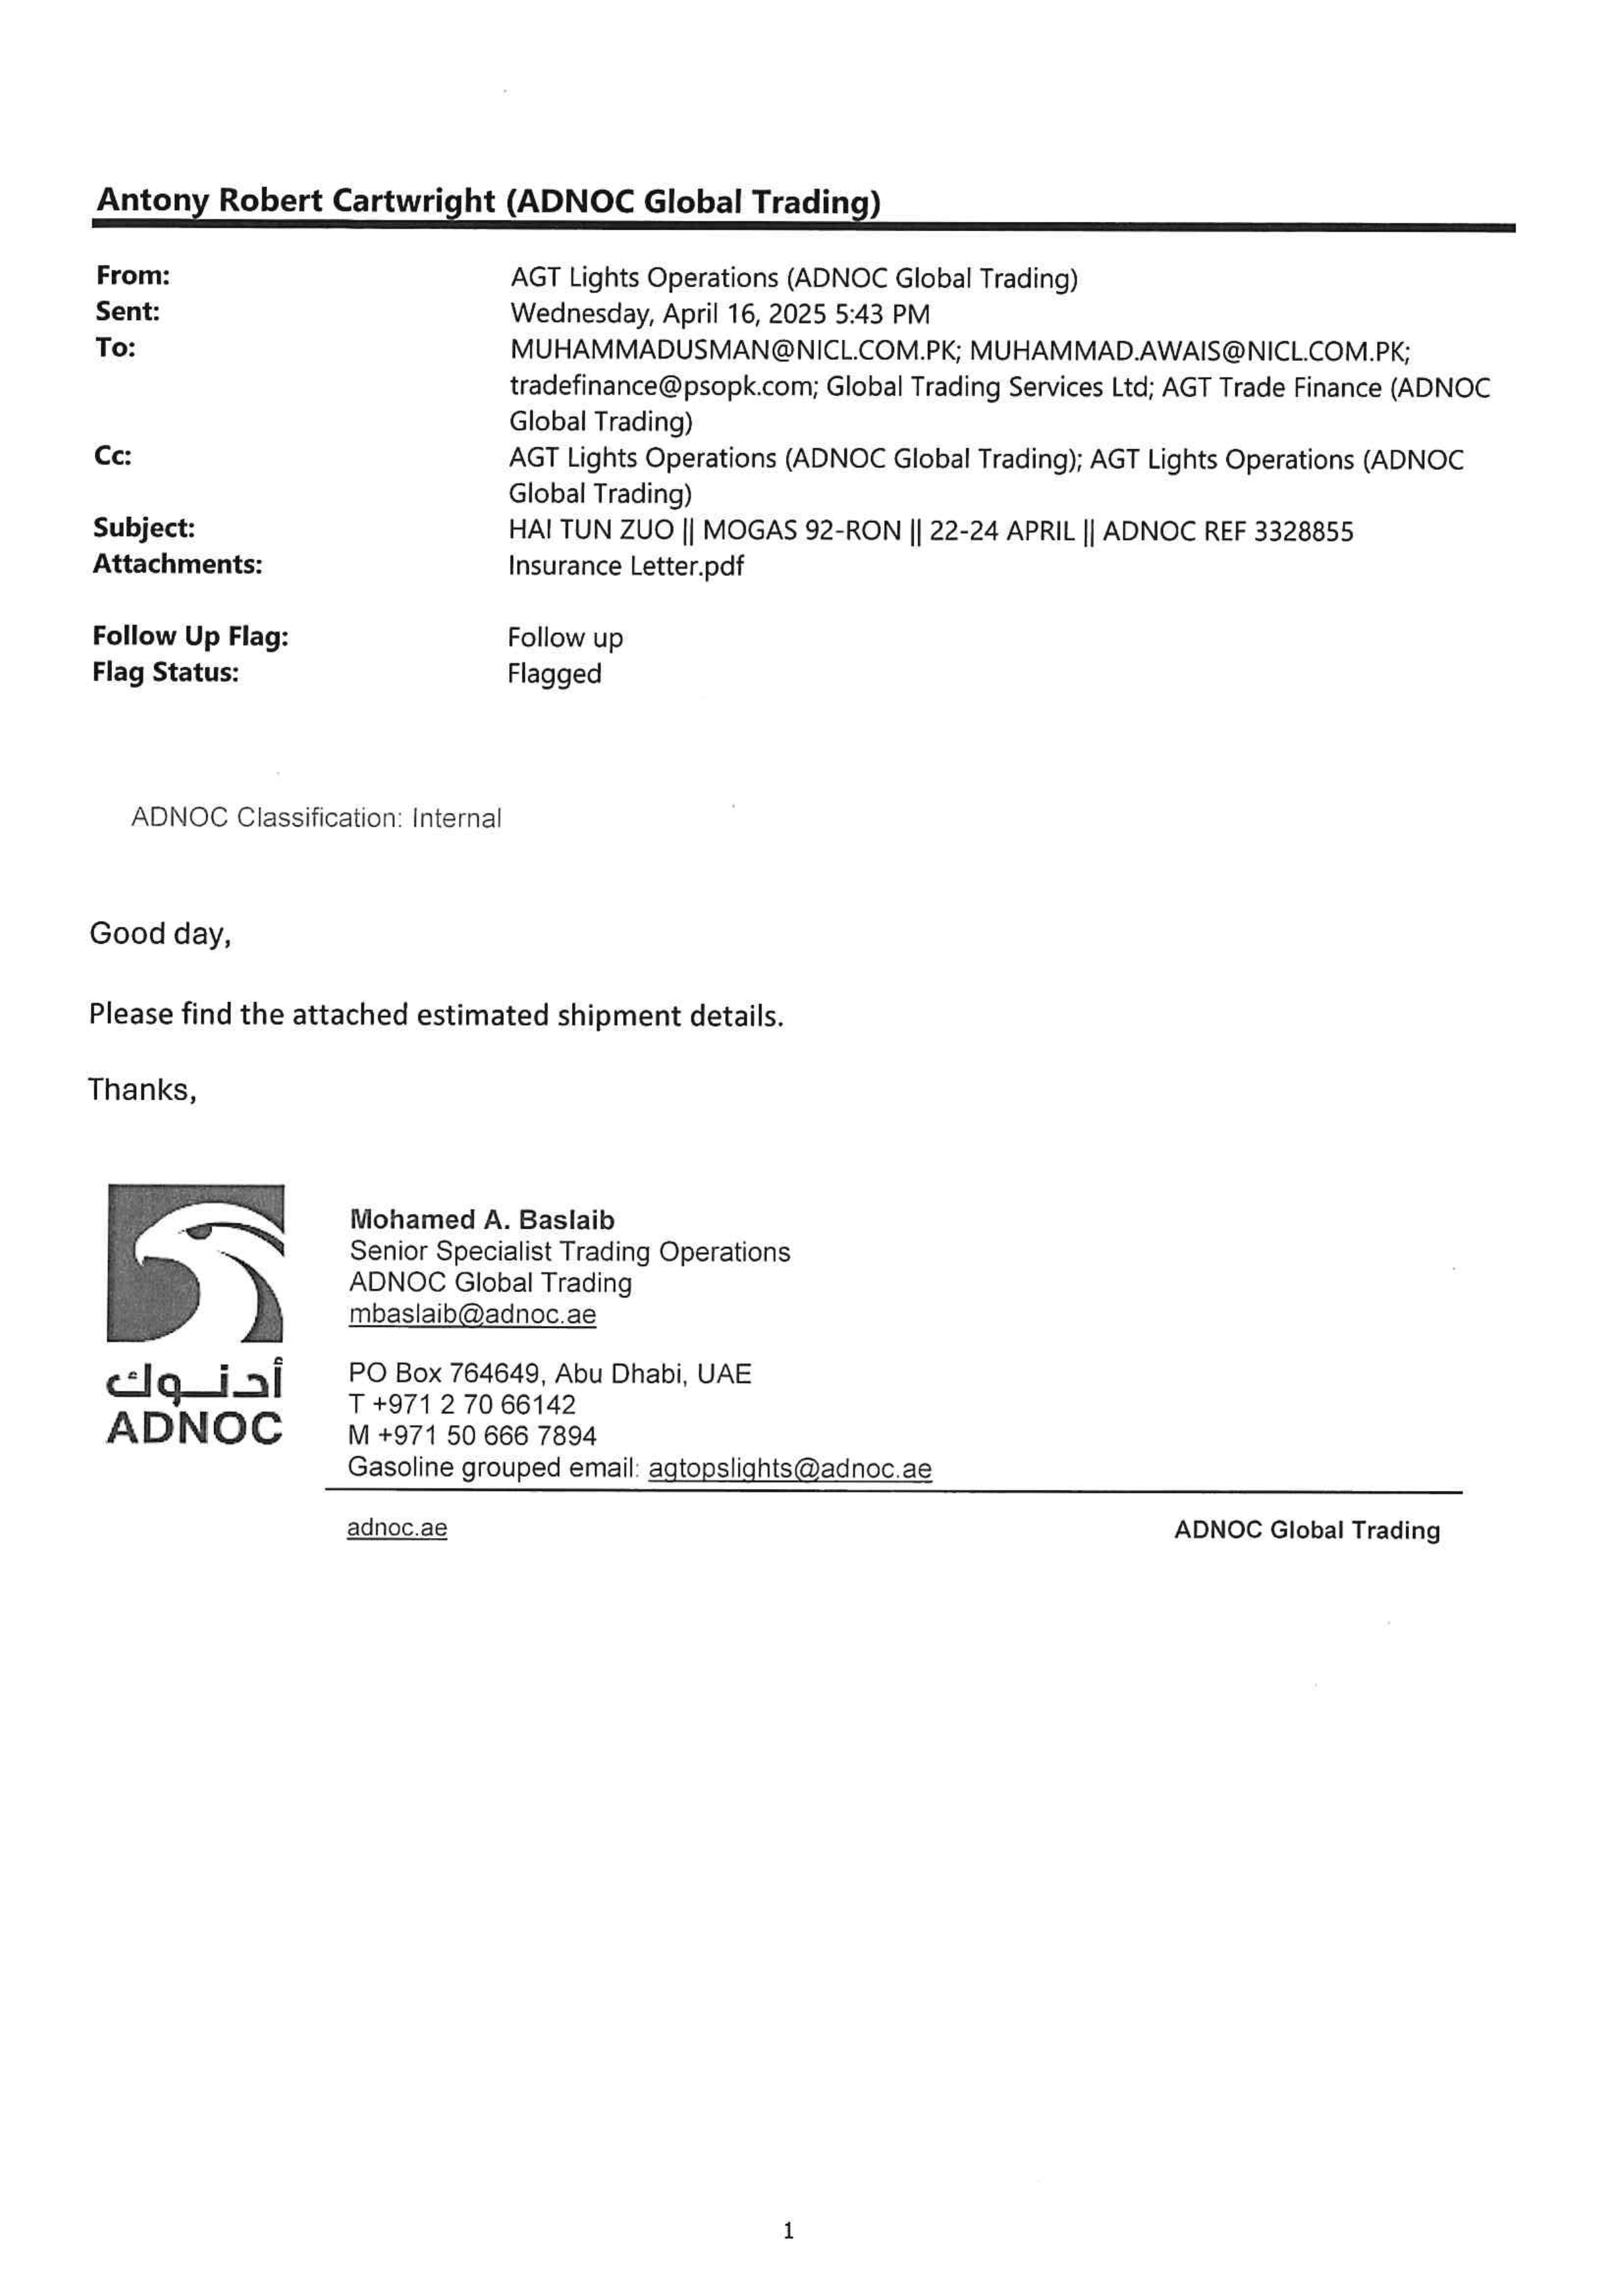 Antony Robert Cartwright (ADNOC Global Trading)
From: AGT Lights Operations (ADNOC Global Trading)
Sent: Wednesday, April 16, 2025 5:43 PM
To: MUHAMMADUSMAN@NICL.COM.PK; MUHAMMAD.AWAIS@NICL.COM.PK;
tradefinance@psopk.com; Global Trading Services Ltd; AGT Trade Finance (ADNOC
Global Trading)
Cc: AGT Lights Operations (ADNOC Global Trading); AGT Lights Operations (ADNOC
Global Trading)
Subject: HAI TUN ZUO || MOGAS 92-RON || 22-24 APRIL || ADNOC REF 3328855
Attachments: Insurance Letter.pdf
Follow Up Flag: Follow up
Flag Status: Flagged
ADNOC Classification: Internal
Good day,
Please find the attached estimated shipment details.
Thanks,
Mohamed A. Baslaib
Senior Specialist Trading Operations
ADNOC Global Trading
mbaslaib@adnoc.ae
أدنوك
ADNOC
PO Box 764649, Abu Dhabi, UAE
T +971 2 70 66142
M +971 50 666 7894
Gasoline grouped email: agtopslights@adnoc.ae
adnoc.ae ADNOC Global Trading
1